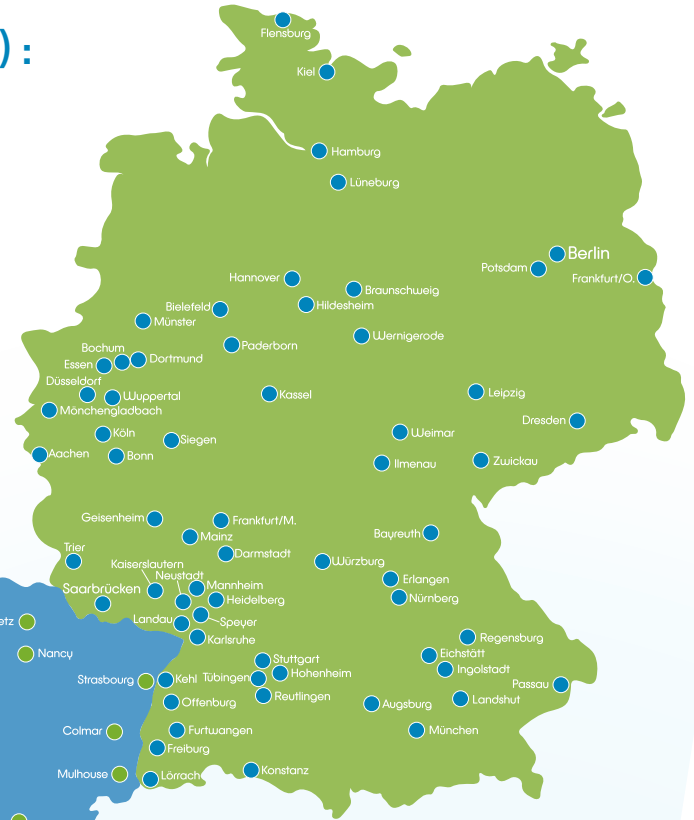 ) :
Flensburg
Kiel
Hamburg
Lüneburg
Berlin
Potsdam
Frankfurt/O.
Hannover
Braunschweig
Hildesheim
Bielefeld
Münster
Wernigerode
Paderborn
Bochum
Dortmund
Essen
Düsseldorf
Wuppertal
Kassel
Leipzig
Mönchengladbach
Dresden
Köln
Weimar
Siegen
Aachen
Bonn
Ilmenau
Zwickau
Geisenheim
Frankfurt/M.
Mainz
Bayreuth
Trier
Darmstadt
Kaiserslautern
Würzburg
Neustadt
Erlangen
Saarbrücken
Mannheim
Heidelberg
Nürnberg
Landau
Speyer
etz
Karlsruhe
Regensburg
Nancy
Stuttgart
Eichstätt
Hohenheim
Ingolstadt
Strasbourg
Kehl
Tübingen
Passau
Offenburg
Reutlingen
Augsburg
Landshut
Colmar
Furtwangen
München
Freiburg
Mulhouse
Lörrach
Konstanz